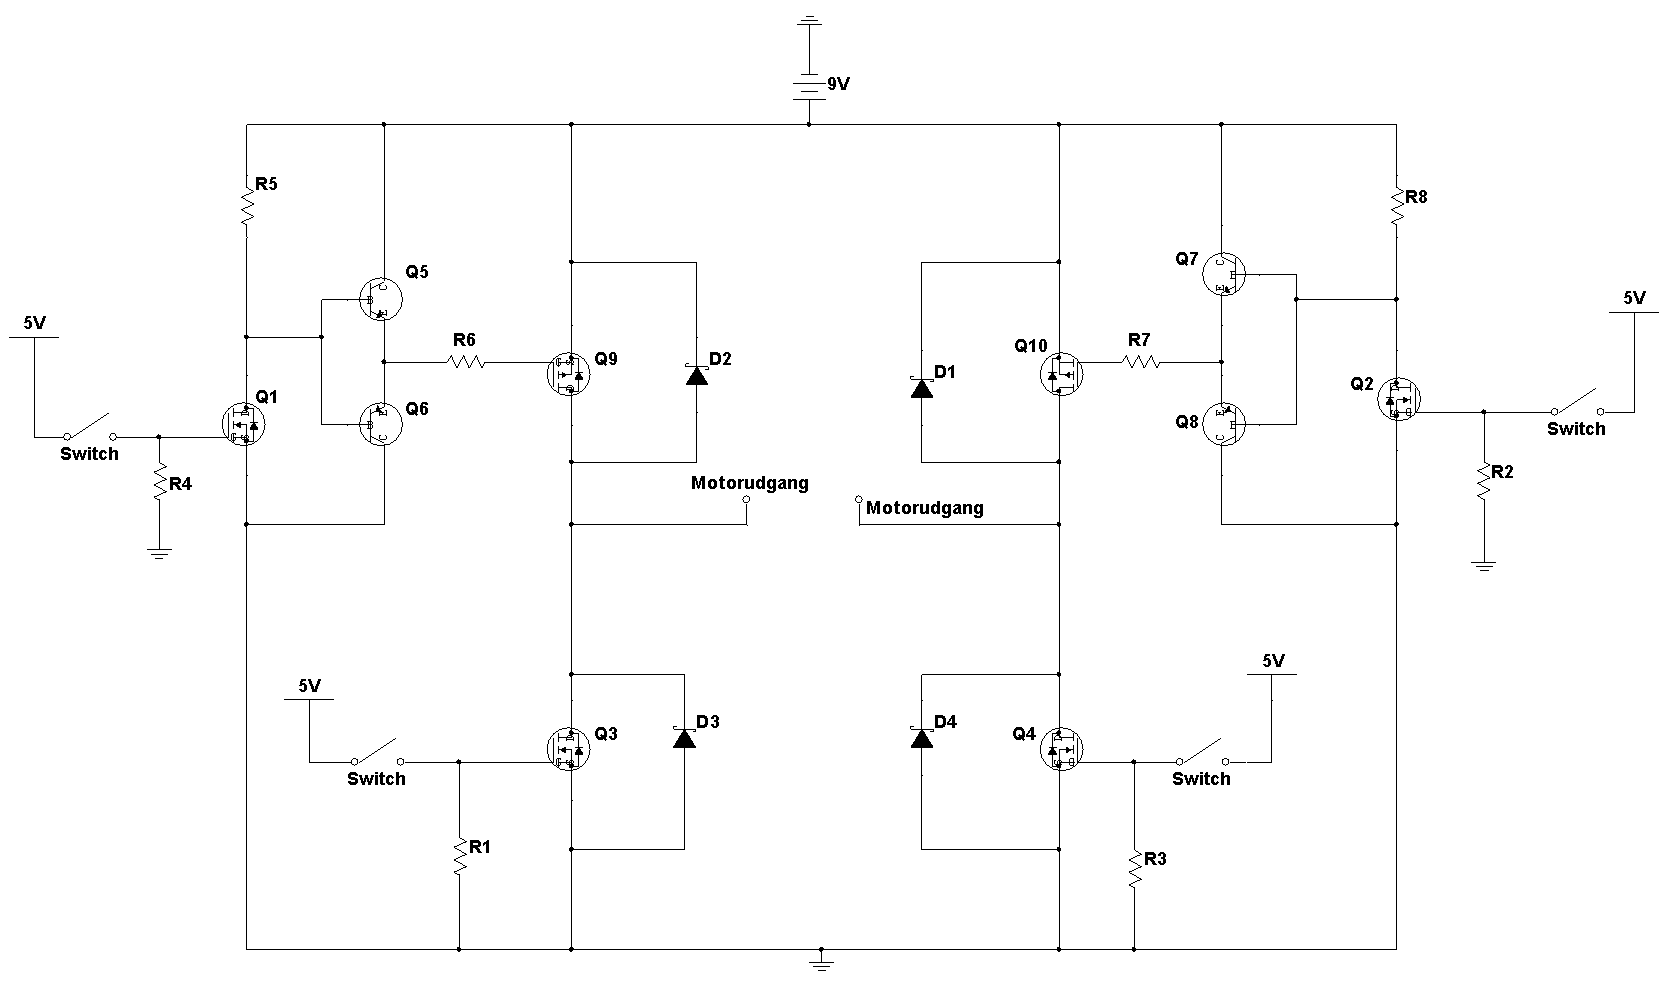 9V
R5
R8
Q5
Q7
5V
5V
R6
Q9
D2
D1
Q10
R7
Q2
Q1
Q6
Q8
Switch
Switch
R4
R2
Motorudgang
Motorudgang
5V
5V
Q3
D3
D4
Q4
Switch
Switch
R1
R3